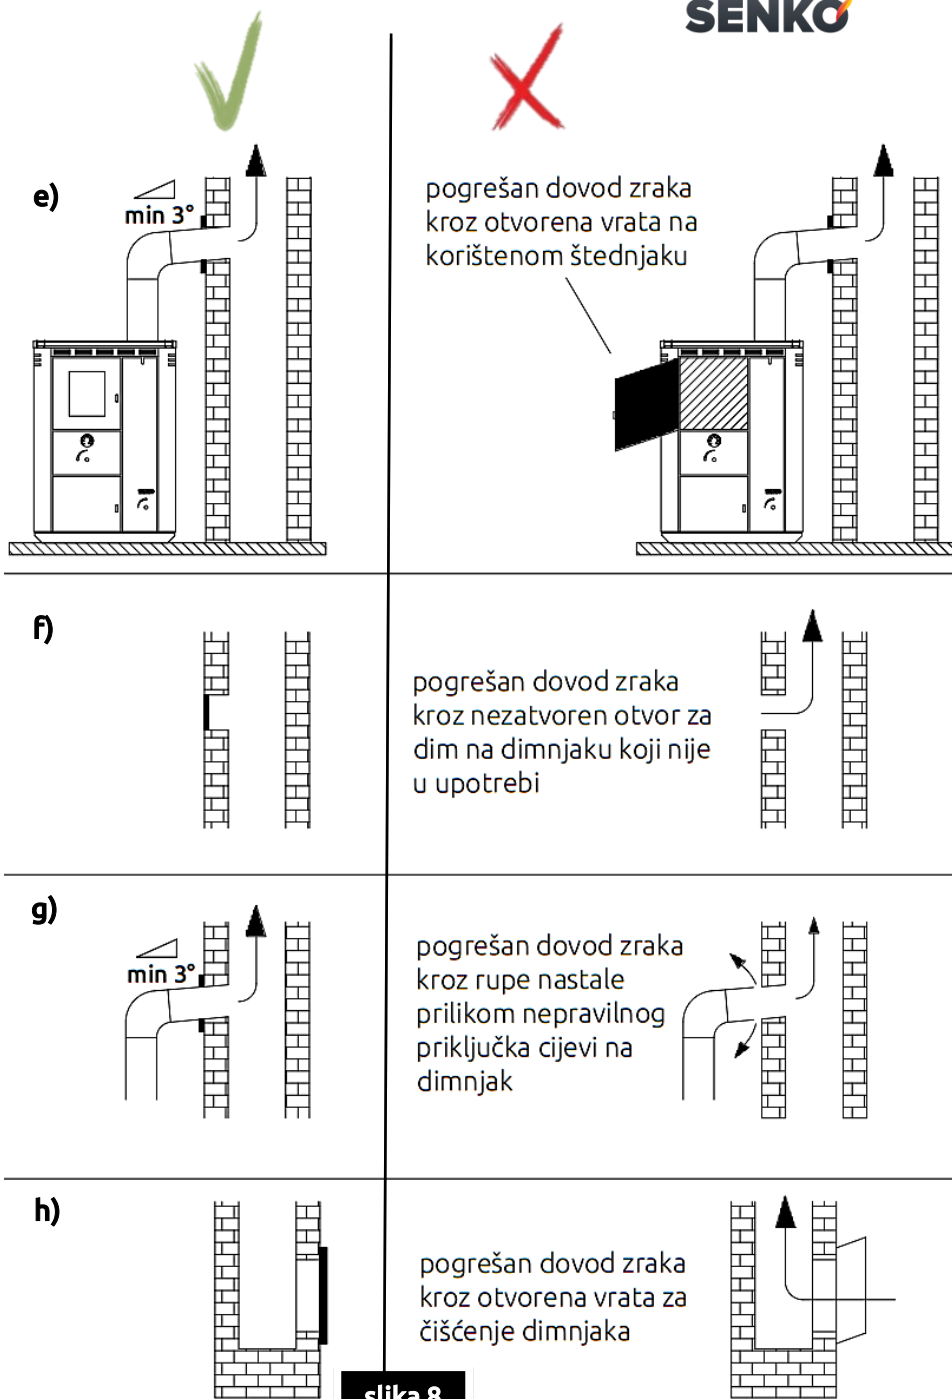 SENKO
e)
min 3°
pogrešan dovod zraka
kroz otvorena vrata na
korištenom štednjaku
f)
pogrešan dovod zraka
kroz nezatvoren otvor za
dim na dimnjaku koji nije
u upotrebi
g)
min 3°
pogrešan dovod zraka
kroz rupe nastale
prilikom nepravilnog
priključka cijevi na
dimnjak
h)
pogrešan dovod zraka
kroz otvorena vrata za
čišćenje dimnjaka
slika 8